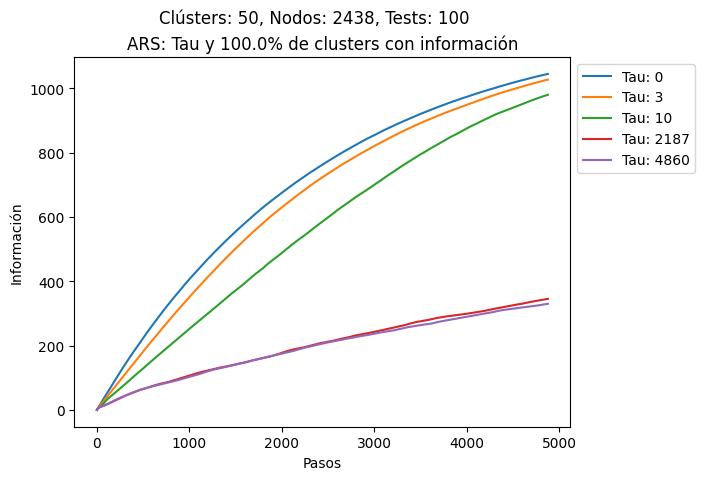 Clústers: 50, Nodos: 2438, Tests: 100
ARS: Tau y 100.0% de clusters con información
Información
1000
800
600
400
200
0
0 1000 2000 3000 4000 5000
Pasos
Tau: 0
Tau: 3
Tau: 10
Tau: 2187
Tau: 4860